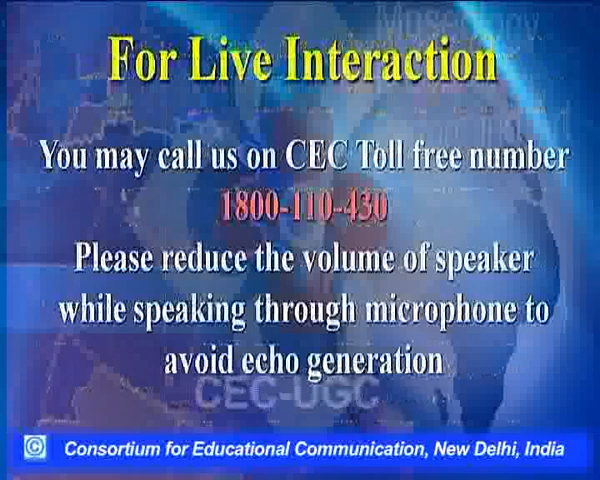 For Live Interaction
You may call us on CEC Toll free number
1800-110-430
Please reduce the volume of speaker
while speaking through microphone to
avoid echo generation
CEC-UGC
© Consortium for Educational Communication, New Delhi, India